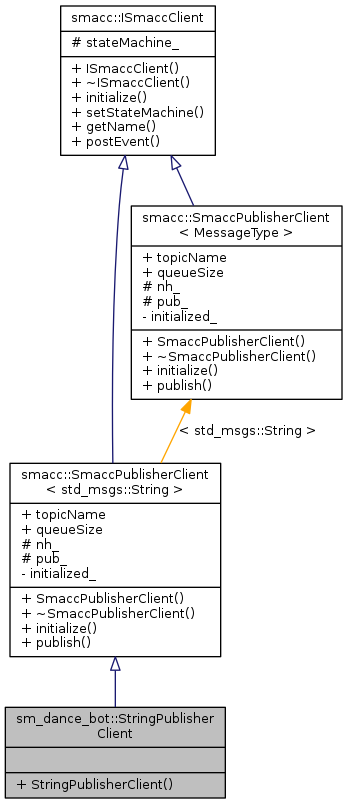 smacc::ISmaccClient
# stateMachine_
+ ISmaccClient()
+ ~ISmaccClient()
+ initialize()
+ setStateMachine()
+ getName()
+ postEvent()
smacc::SmaccPublisherClient
< MessageType >
+ topicName
+ queueSize
# nh_
# pub_
- initialized_
+ SmaccPublisherClient()
+ ~SmaccPublisherClient()
+ initialize()
+ publish()
< std_msgs::String >
smacc::SmaccPublisherClient
< std_msgs::String >
+ topicName
+ queueSize
# nh_
# pub_
- initialized_
+ SmaccPublisherClient()
+ ~SmaccPublisherClient()
+ initialize()
+ publish()
sm_dance_bot::StringPublisher
Client
+ StringPublisherClient()